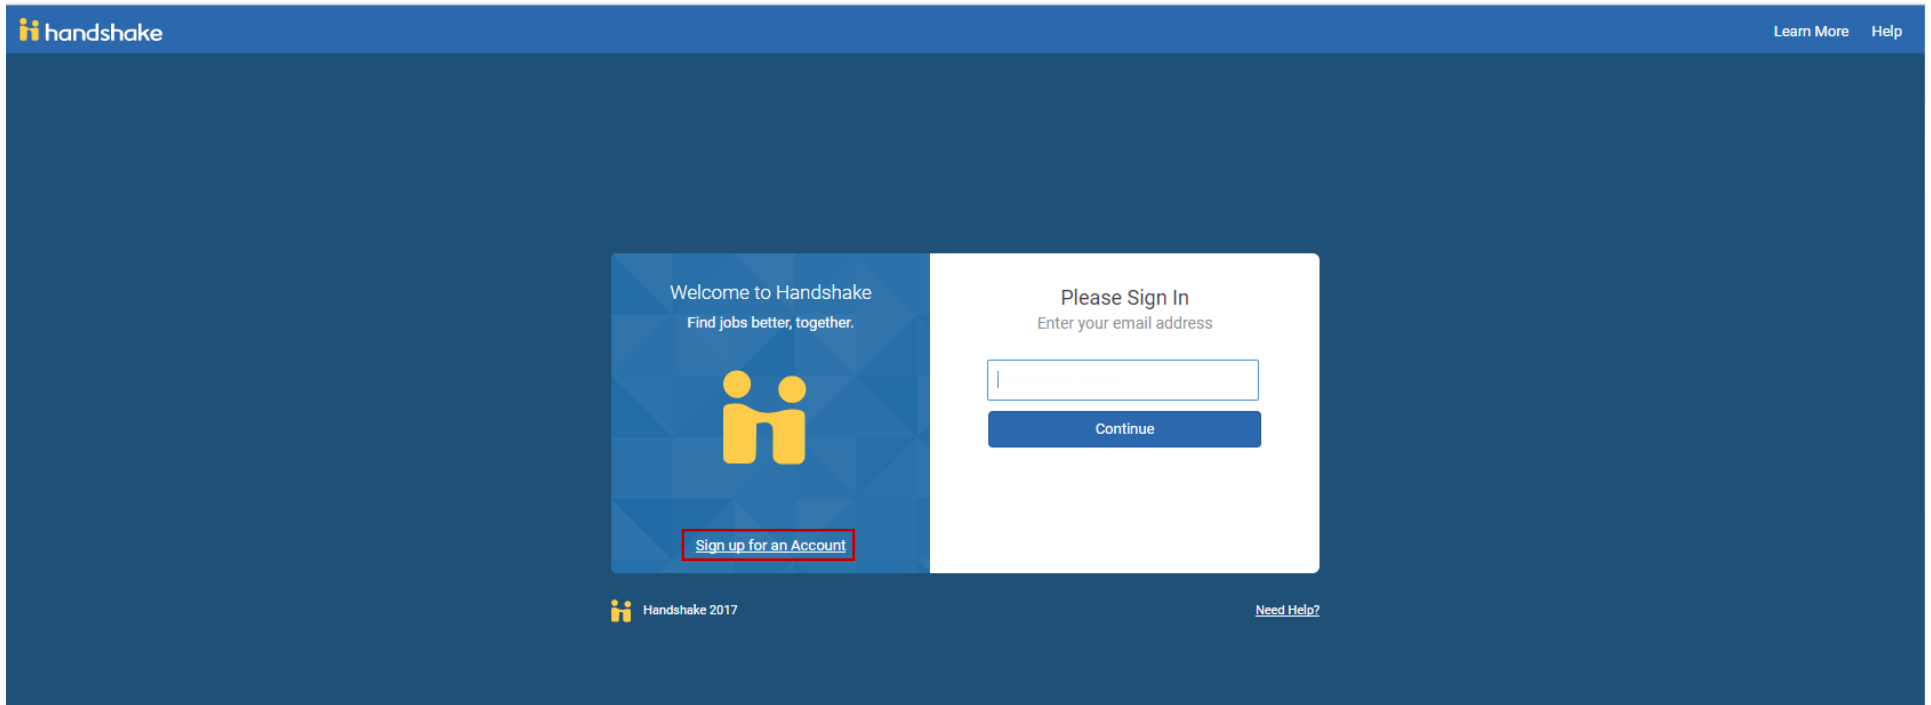 handshake
Learn More
Help
Welcome to Handshake
Find jobs better, together.
Sign up for an Account
Please Sign In
Enter your email address
Continue
Handshake 2017
Need Help?